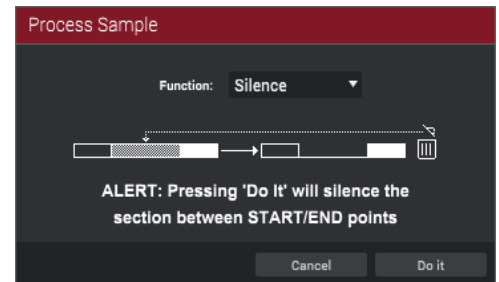 Process Sample
Function: Silence
ALERT: Pressing 'Do It' will silence the
section between START/END points
Cancel Do it